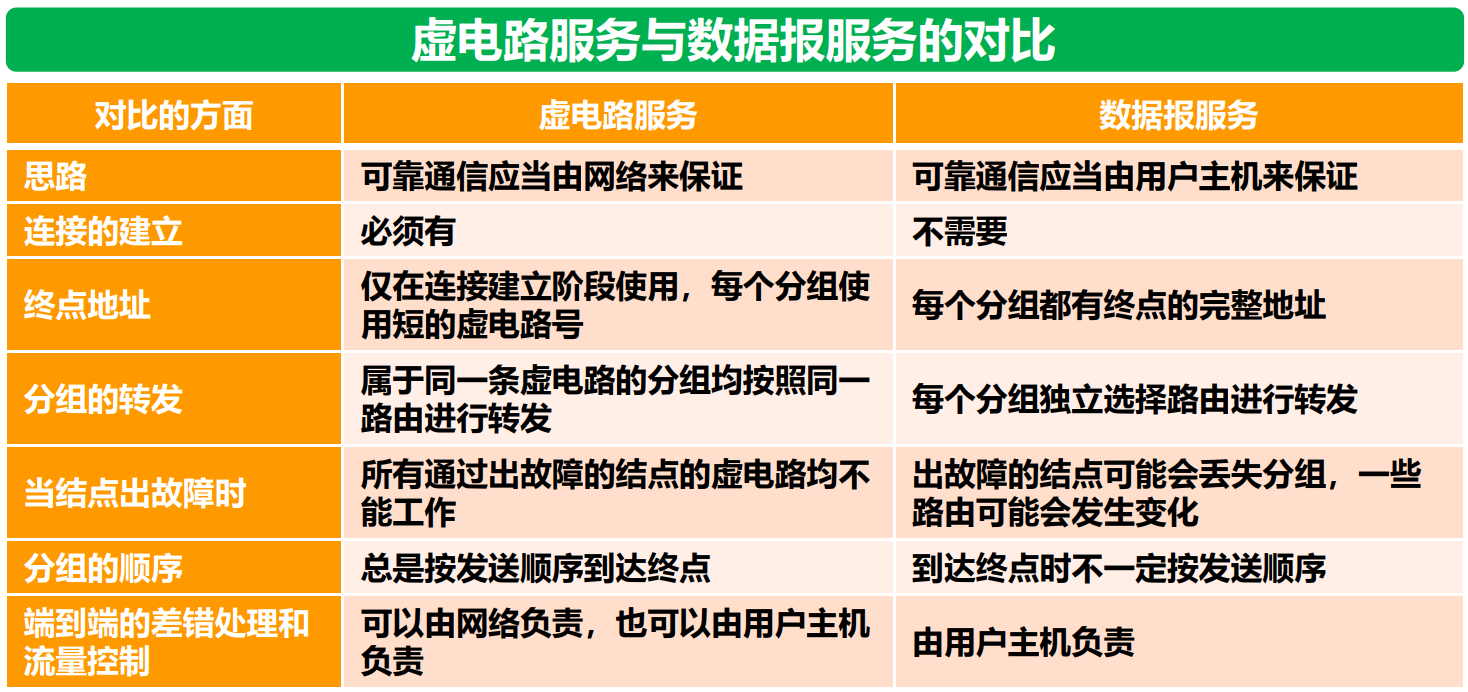 虚电路服务与数据报服务的对比
对比的方面
虚电路服务
数据报服务
思路
可靠通信应当由网络来保证
可靠通信应当由用户主机来保证
连接的建立
必须有
不需要
终点地址
仅在连接建立阶段使用，每个分组使
用短的虚电路号
每个分组都有终点的完整地址
分组的转发
属于同一条虚电路的分组均按照同一
路由进行转发
每个分组独立选择路由进行转发
当结点出故障时
所有通过出故障的结点的虚电路均不
能工作
出故障的结点可能会丢失分组，一些
路由可能会发生变化
分组的顺序
总是按发送顺序到达终点
到达终点时不一定按发送顺序
端到端的差错处理和
流量控制
可以由网络负责，也可以由用户主机
负责
由用户主机负责